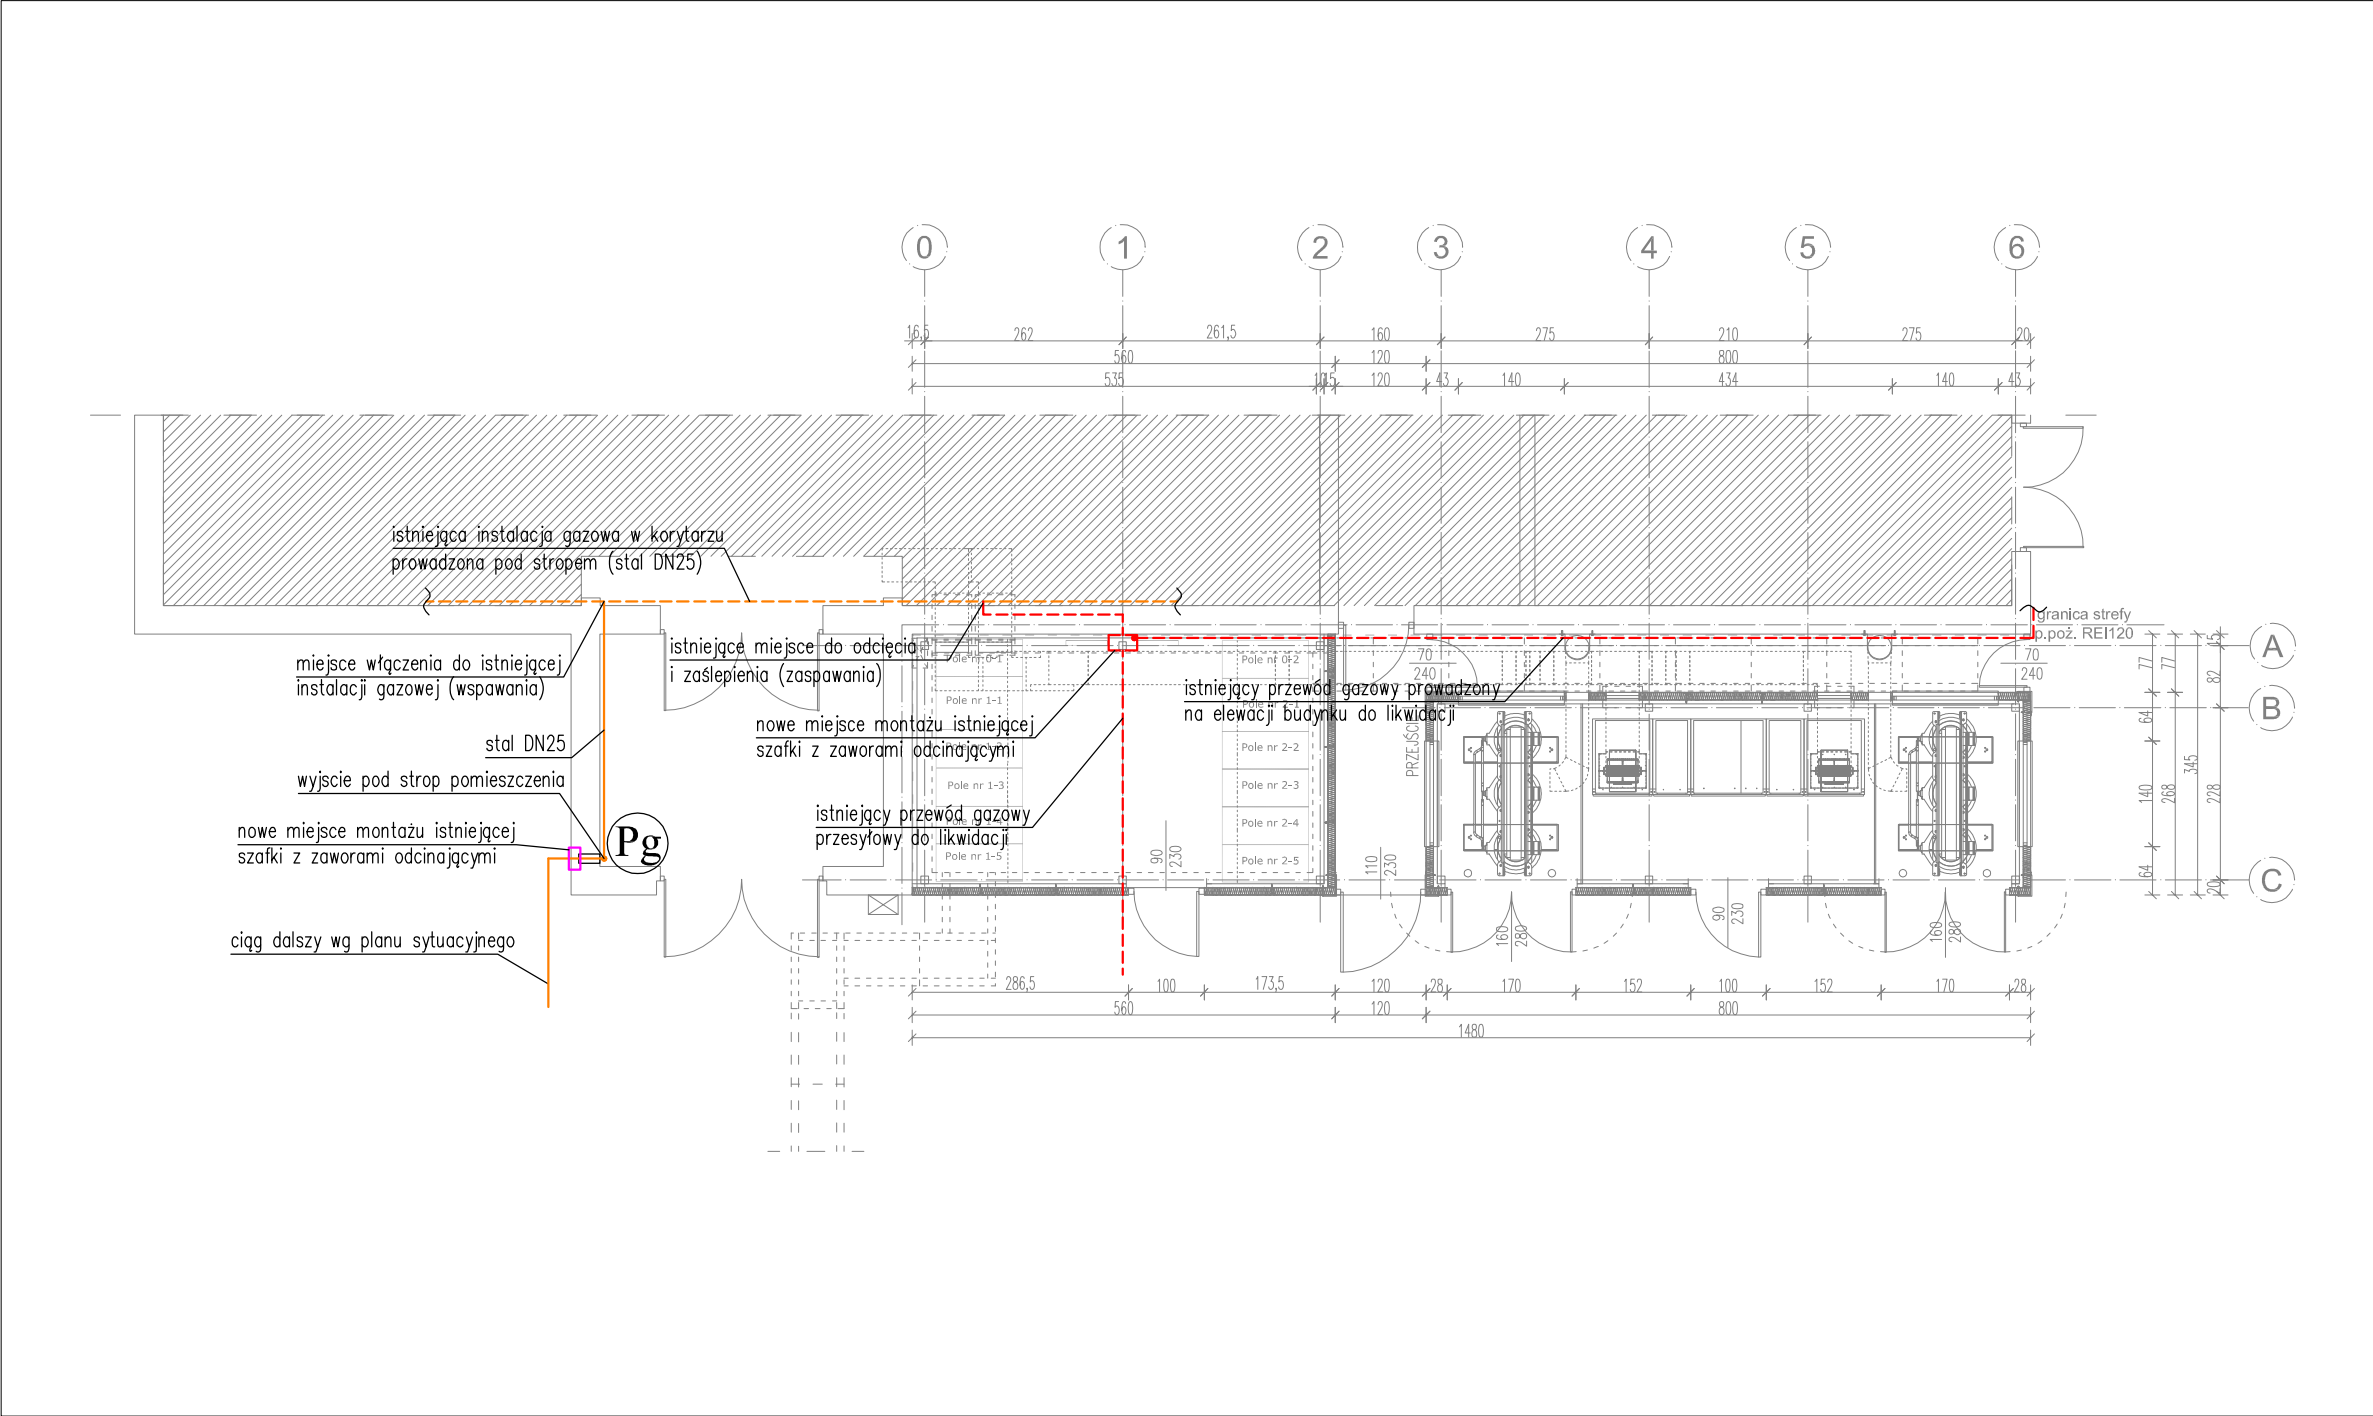 0 1 2 3 4 5 6
16,5 262 261,5 160 275 210 275 20
560 120 800
535 10 15 120 43 140 434 140 43
istniejąca instalacja gazowa w korytarzu
prowadzona pod stropem (stal DN25)
granica strefy
p.poż. REI120
istniejące miejsce do odcięcia
i zaślepienia (zaspawania)
miejsce włączenia do istniejącej
instalacji gazowej (wspawania)
A
B
C
70
240
70
240
Pole nr 0-1
Pole nr 1-1
Pole nr 1-3
Pole nr 1-5
Pole nr 0-2
Pole nr 2-2
Pole nr 2-3
Pole nr 2-4
Pole nr 2-5
istniejący przewód gazowy prowadzony
na elewacji budynku do likwidacji
nowe miejsce montażu istniejącej
szafki z zaworami odcinającymi
PRZEJŚCIE
stal DN25
wyjscie pod strop pomieszczenia
istniejący przewód gazowy
przesyłowy do likwidacji
nowe miejsce montażu istniejącej
szafki z zaworami odcinającymi
Pg
ciąg dalszy wg planu sytuacyjnego
90
230
110
230
90
230
160
280
160
280
77 64 140 64
77 268
345
15 82 228 20
286,5 100 173,5 120 28 170 152 100 152 170 28
560 120 800
1480